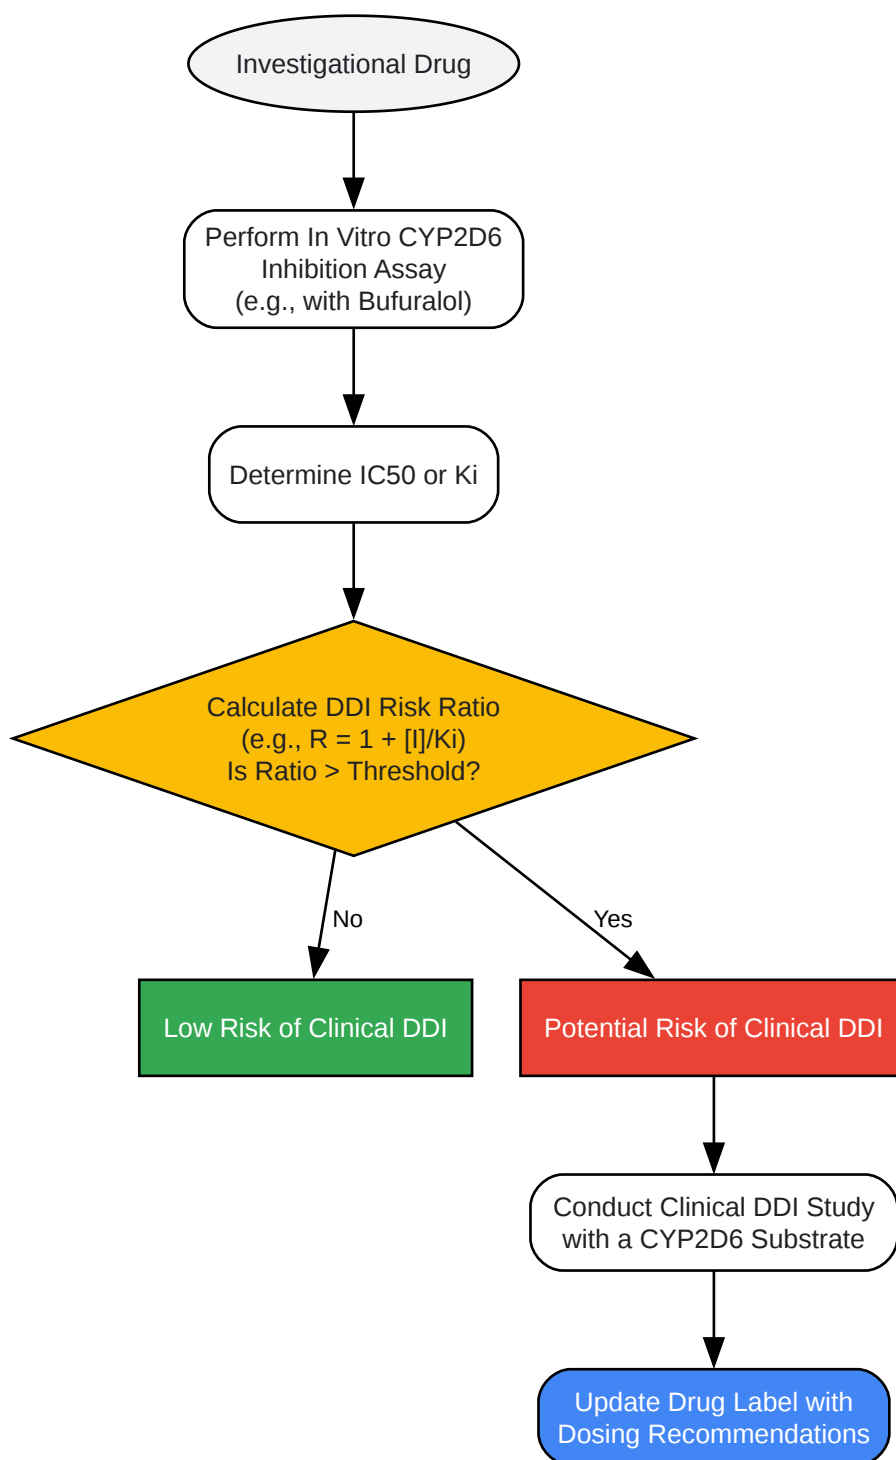 Investigational Drug
Perform In Vitro CYP2D6
Inhibition Assay
(e.g., with Bufuralol)
Determine IC50 or Ki
Calculate DDI Risk Ratio
(e.g., R = 1 + [I]/Ki)
Is Ratio > Threshold?
No
Yes
Low Risk of Clinical DDI
Potential Risk of Clinical DDI
Conduct Clinical DDI Study
with a CYP2D6 Substrate
Update Drug Label with
Dosing Recommendations